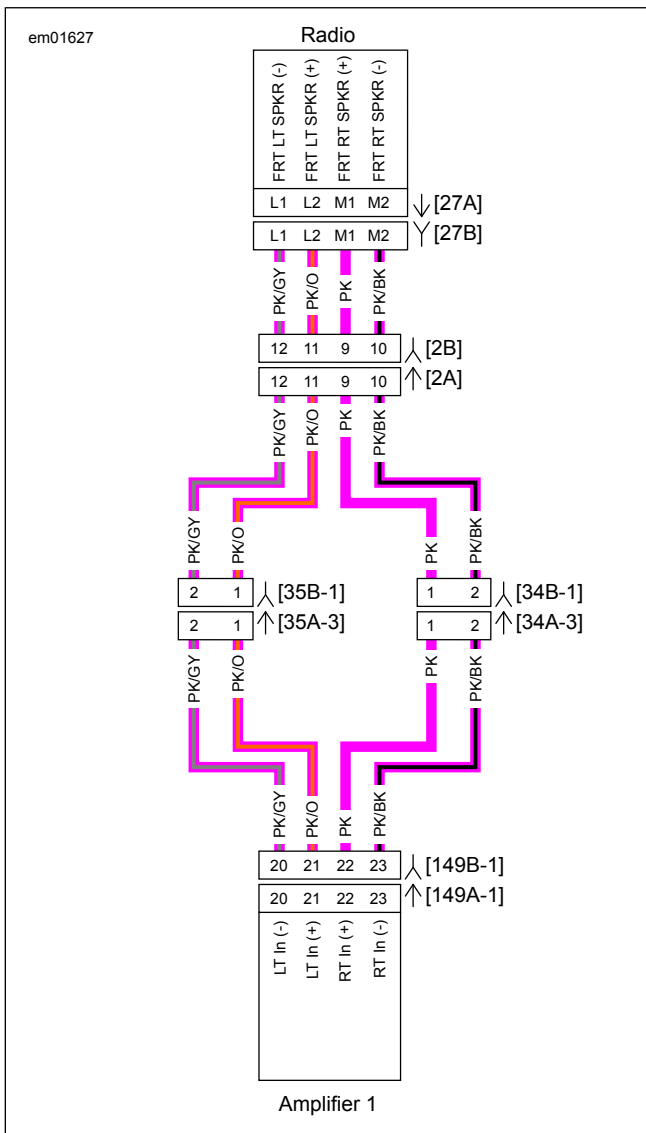 em01627
Radio
FRT LT SPKR (-)
FRT LT SPKR (+)
FRT RT SPKR (+)
FRT RT SPKR (-)
L1 L2 M1 M2 [27A]
L1 L2 M1 M2 [27B]
PK/GY
PK/O
PK
PK/BK
12 11 9 10 [2B]
12 11 9 10 [2A]
PK/GY
PK/O
PK
PK/BK
PK/GY
PK/O
PK
PK/BK
2 1 [35B-1]
1 2 [34B-1]
2 1 [35A-3]
1 2 [34A-3]
PK/GY
PK/O
PK
PK/BK
PK/GY
PK/O
PK
PK/BK
20 21 22 23 [149B-1]
20 21 22 23 [149A-1]
LT In (-)
LT In (+)
RT In (+)
RT In (-)
Amplifier 1